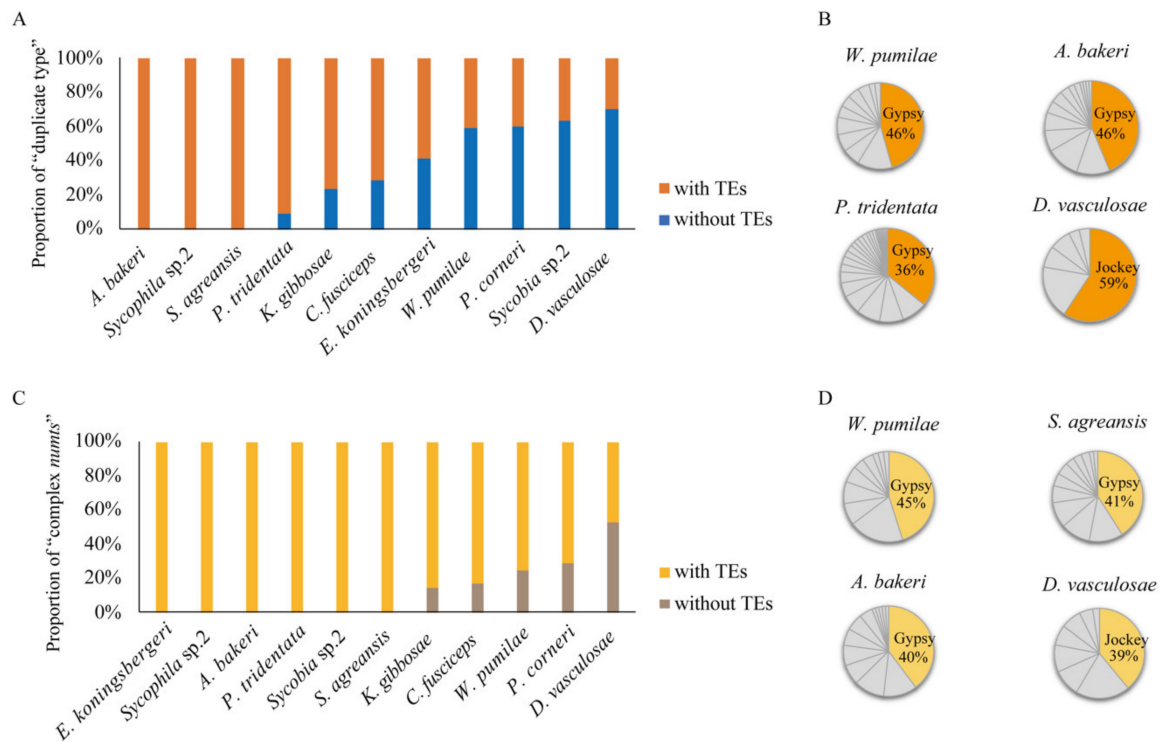 A
Proportion of “duplicate type”
100%
80%
60%
40%
20%
0%
A. bakeri
Sycophila sp.2
S. agreansis
P. tridentata
K. gibbosae
C. fusciceps
E. koningsbergeri
W. pumilae
P. corneri
Sycobia sp.2
D. vasculosae
with TEs
without TEs
B
W. pumilae
Gypsy
46%
A. bakeri
Gypsy
46%
P. tridentata
Gypsy
36%
D. vasculosae
Jockey
59%
C
Proportion of “complex numts”
100%
80%
60%
40%
20%
0%
E. koningsbergeri
Sycophila sp.2
A. bakeri
P. tridentata
Sycobia sp.2
S. agreansis
K. gibbosae
C. fusciceps
W. pumilae
P. corneri
D. vasculosae
with TEs
without TEs
D
W. pumilae
Gypsy
45%
S. agreansis
Gypsy
41%
A. bakeri
Gypsy
40%
D. vasculosae
Jockey
39%